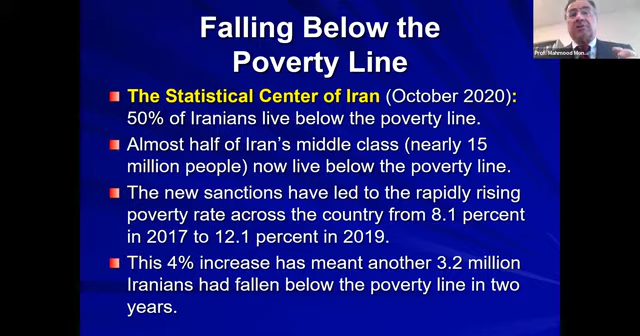 Falling Below the
Poverty Line
Prof. Mahmood Mon...
The Statistical Center of Iran (October 2020):
50% of Iranians live below the poverty line.
Almost half of Iran's middle class (nearly 15
million people) now live below the poverty line.
The new sanctions have led to the rapidly rising
poverty rate across the country from 8.1 percent
in 2017 to 12.1 percent in 2019.
This 4% increase has meant another 3.2 million
Iranians had fallen below the poverty line in two
years.